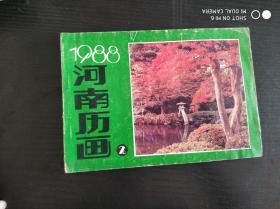 SHOT ON MI 6
MI DUAL CAMERA
1988
河南历画
2